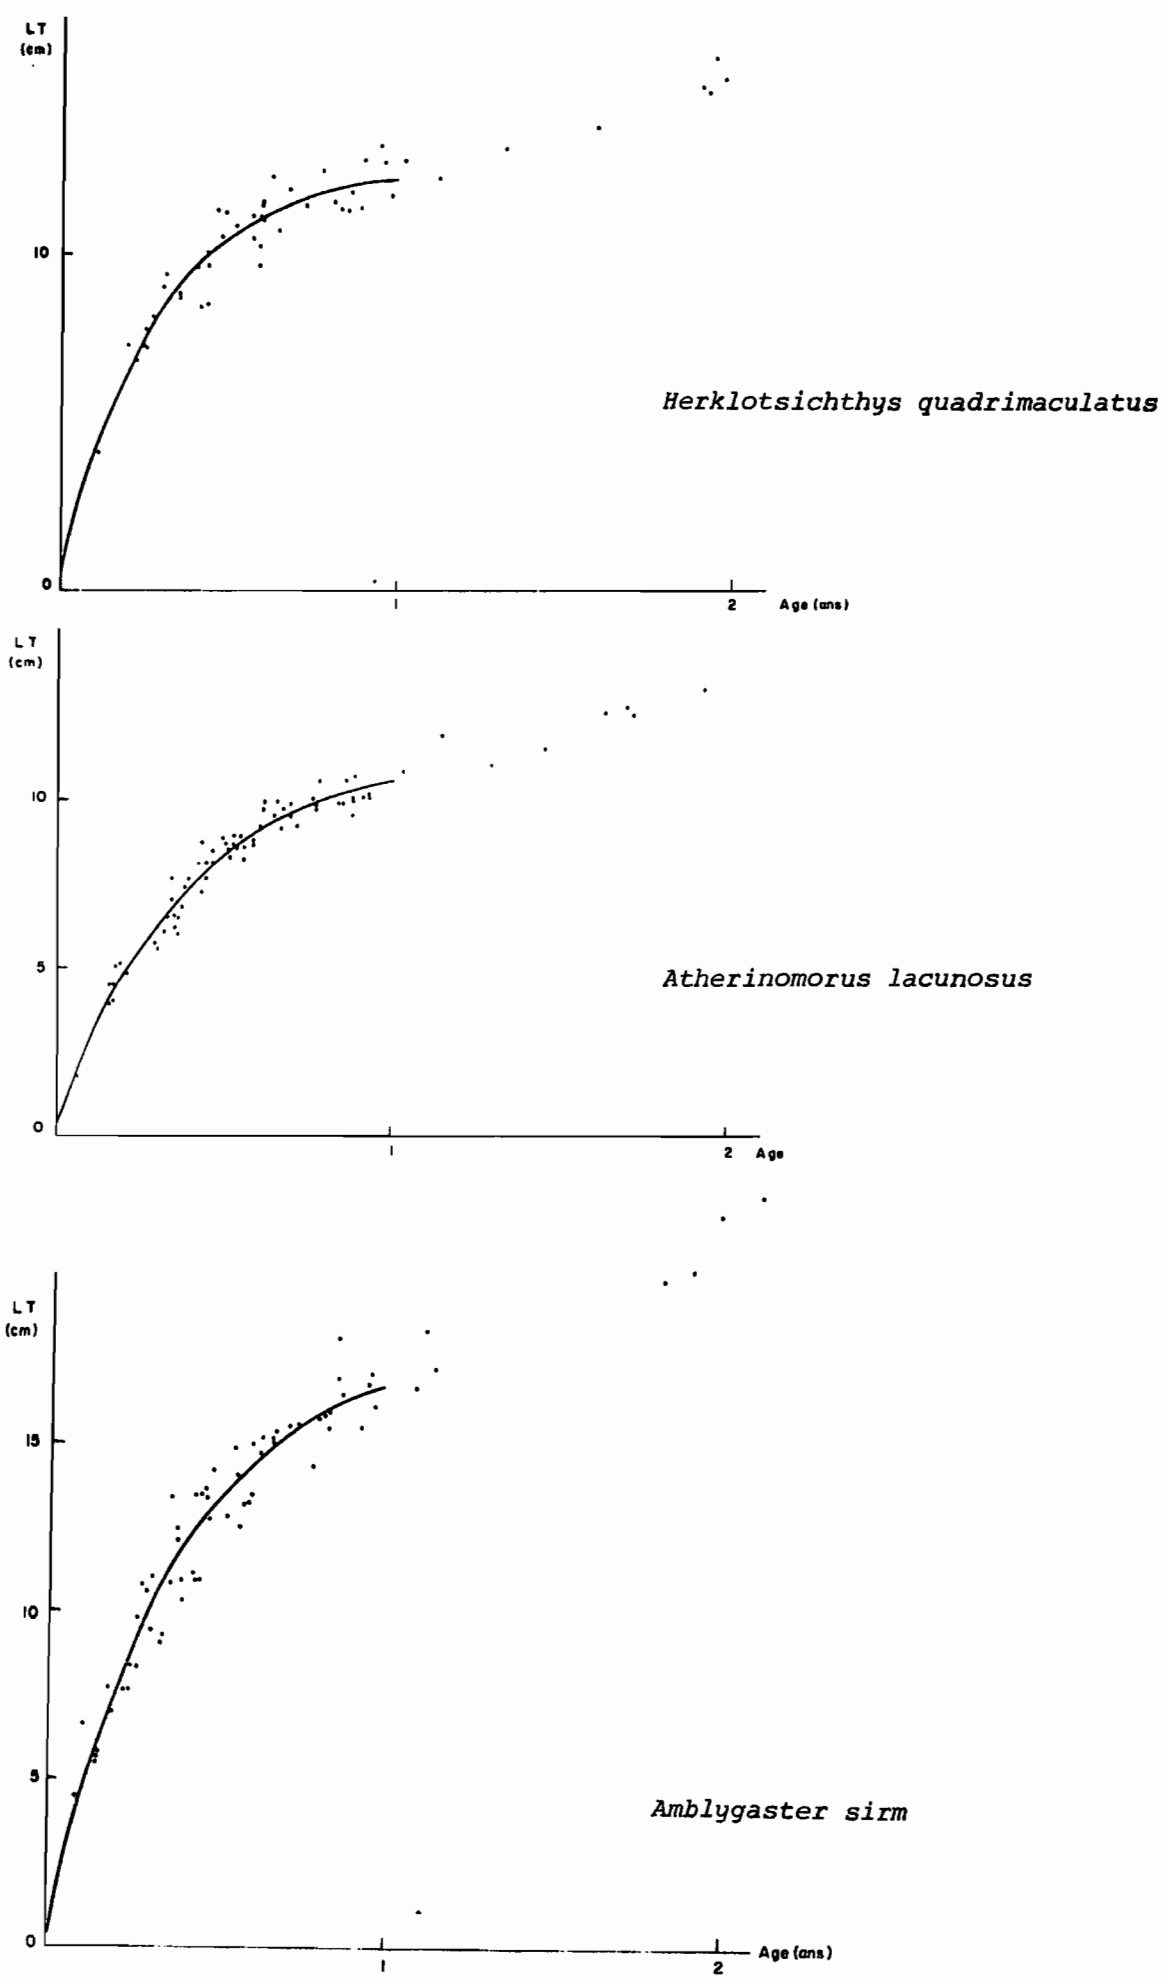 LT
(cm)
10
0
1
2
Age (ans)
Herklotsichthys quadrimaculatus
LT
(cm)
10
5
0
1
2
Age
Atherinomorus lacunosus
LT
(cm)
15
10
5
0
1
2
Age (ans)
Amblygaster sirm